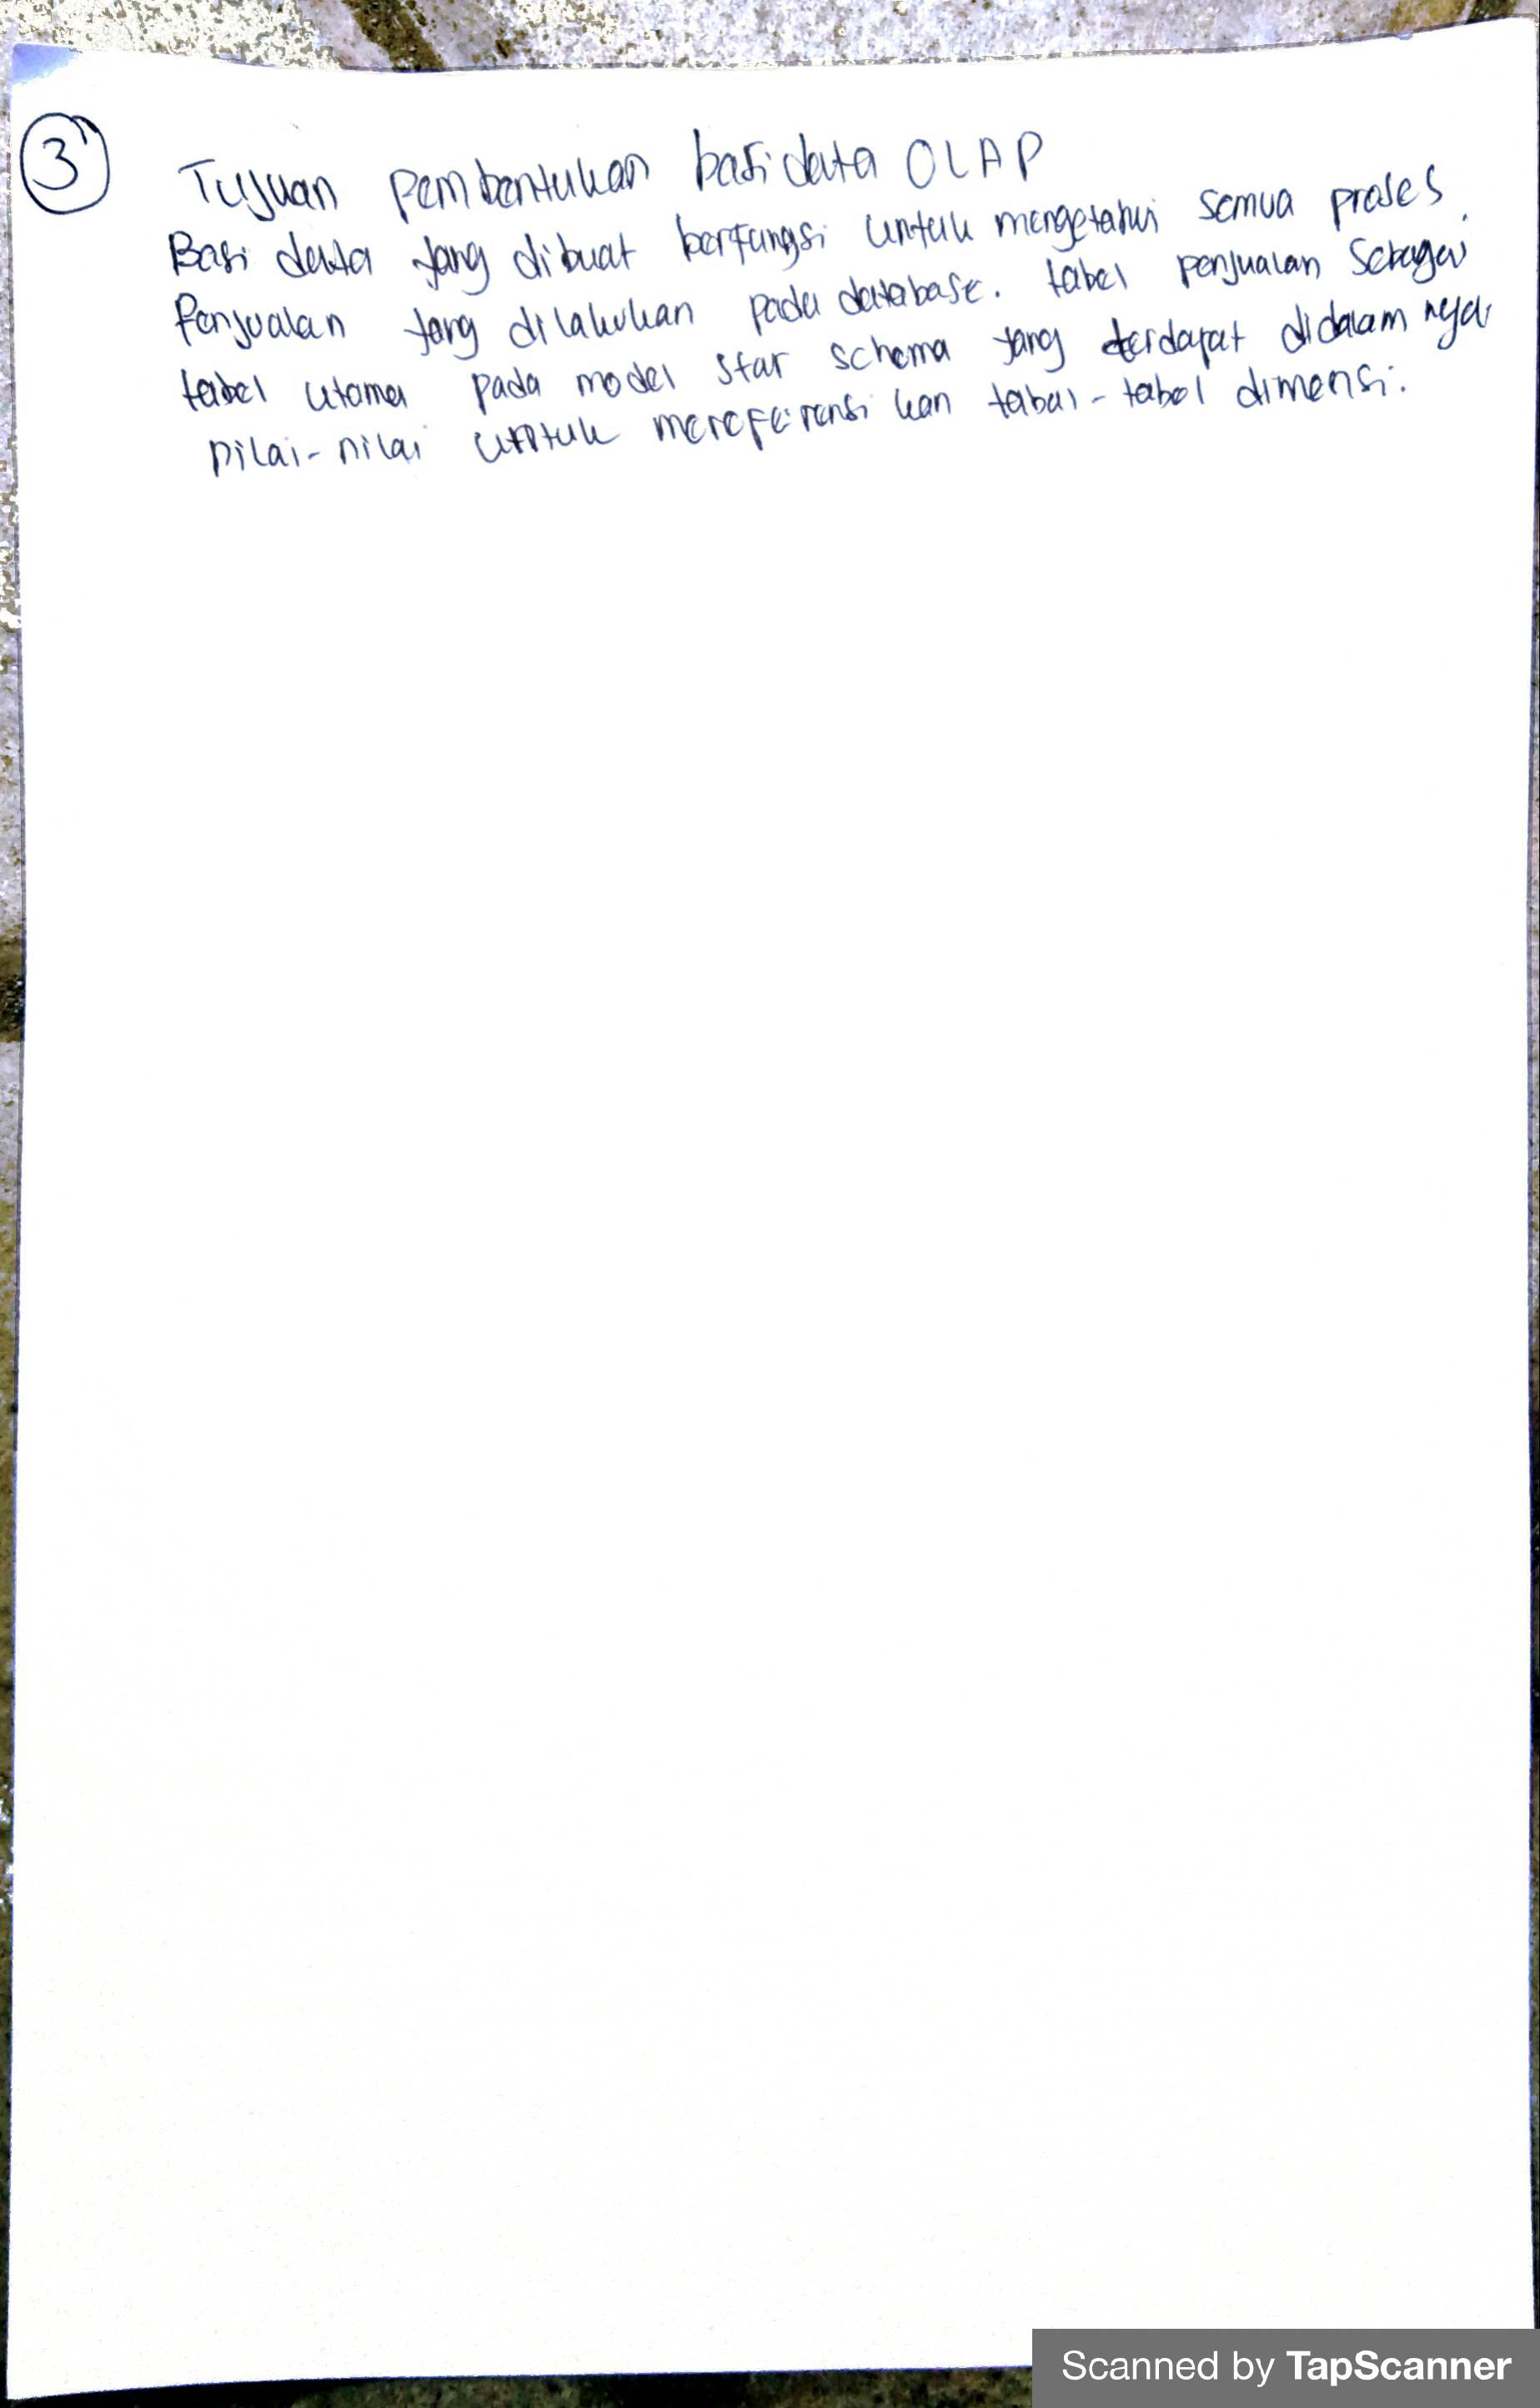 3
Tujuan pembentukan basi data OLAP
Basi data yang dibuat berfungsi untuk mengetahui semua proses
Penjualan yang dilakukan pada database. tabel penjualan Sebagai
tabel utama pada model star schema yang terdapat didalam nya
nilai-nilai untuk mereferensi kan tabel-tabel dimensi.
Scanned by TapScanner